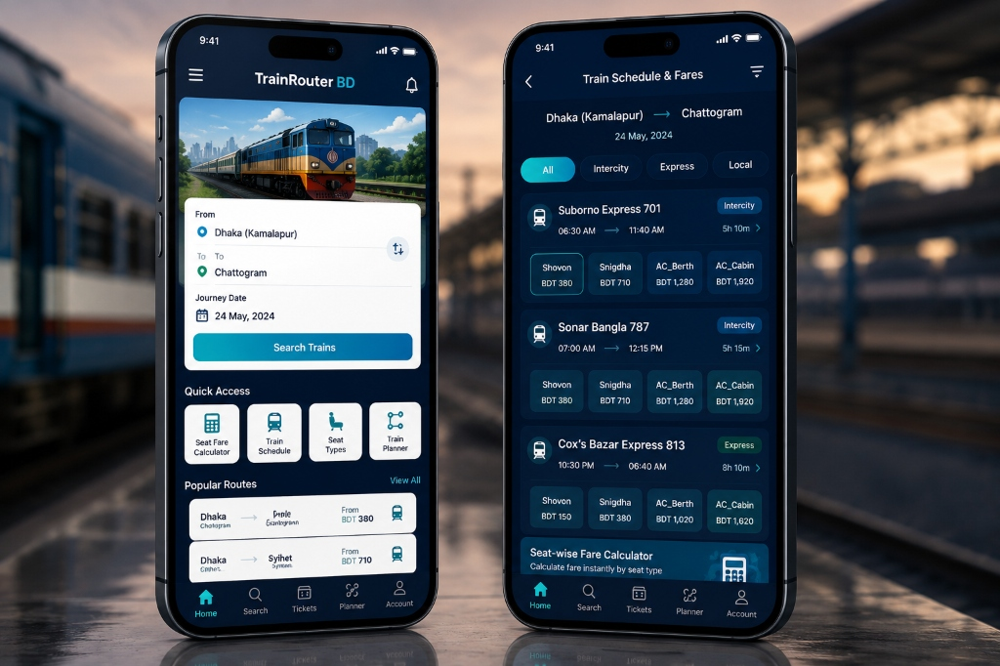 9:41
TrainRouter BD
From
Dhaka (Kamalapur)
To To
Chattogram
Journey Date
24 May, 2024
Search Trains
Quick Access
Seat Fare
Calculator
Train
Schedule
Seat
Types
Train
Planner
Popular Routes
View All
Dhaka
From
BDT 380
Dhaka
Syihet
From
BDT 710
Home
Search
Tickets
Planner
Account
9:41
Train Schedule & Fares
Dhaka (Kamalapur) → Chattogram
24 May, 2024
All
Intercity
Express
Local
Suborno Express 701
Intercity
06:30 AM → 11:40 AM
5h 10m >
Shovon
BDT 380
Snigdha
BDT 710
AC_Berth
BDT 1,280
AC_Cabin
BDT 1,920
Sonar Bangla 787
Intercity
07:00 AM → 12:15 PM
5h 15m >
Shovon
BDT 380
Snigdha
BDT 710
AC_Berth
BDT 1,280
AC_Cabin
BDT 1,920
Cox's Bazar Express 813
Express
10:30 PM → 06:40 AM
8h 10m >
Shovon
BDT 150
Snigdha
BDT 380
AC_Berth
BDT 1,020
AC_Cabin
BDT 1,620
Seat-wise Fare Calculator
Calculate fare instantly by seat type
Home
Search
Tickets
Planner
Account